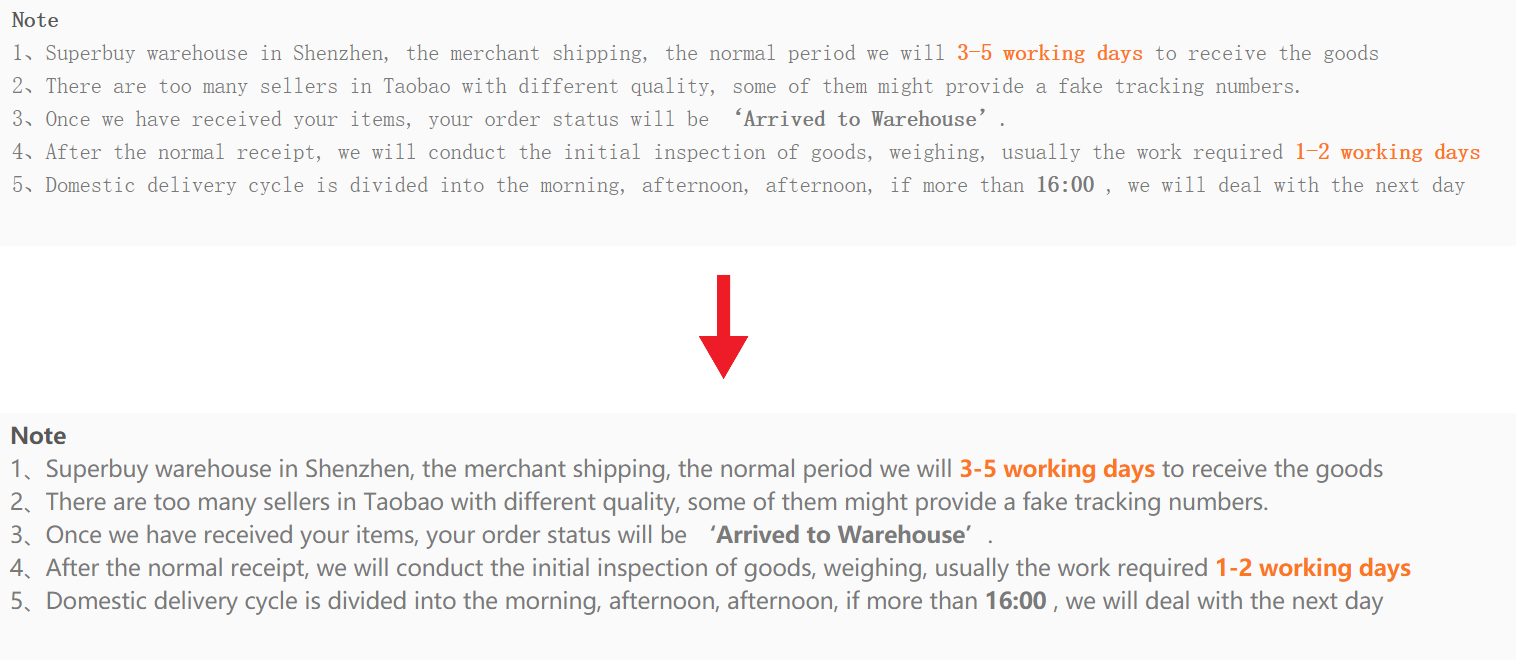 Note
1、Superbuy warehouse in Shenzhen, the merchant shipping, the normal period we will 3-5 working days to receive the goods
2、There are too many sellers in Taobao with different quality, some of them might provide a fake tracking numbers.
3、Once we have received your items, your order status will be ‘Arrived to Warehouse’.
4、After the normal receipt, we will conduct the initial inspection of goods, weighing, usually the work required 1-2 working days
5、Domestic delivery cycle is divided into the morning, afternoon, afternoon, if more than 16:00 , we will deal with the next day
Note
1、Superbuy warehouse in Shenzhen, the merchant shipping, the normal period we will 3-5 working days to receive the goods
2、There are too many sellers in Taobao with different quality, some of them might provide a fake tracking numbers.
3、Once we have received your items, your order status will be ‘Arrived to Warehouse’ .
4、After the normal receipt, we will conduct the initial inspection of goods, weighing, usually the work required 1-2 working days
5、Domestic delivery cycle is divided into the morning, afternoon, afternoon, if more than 16:00 , we will deal with the next day